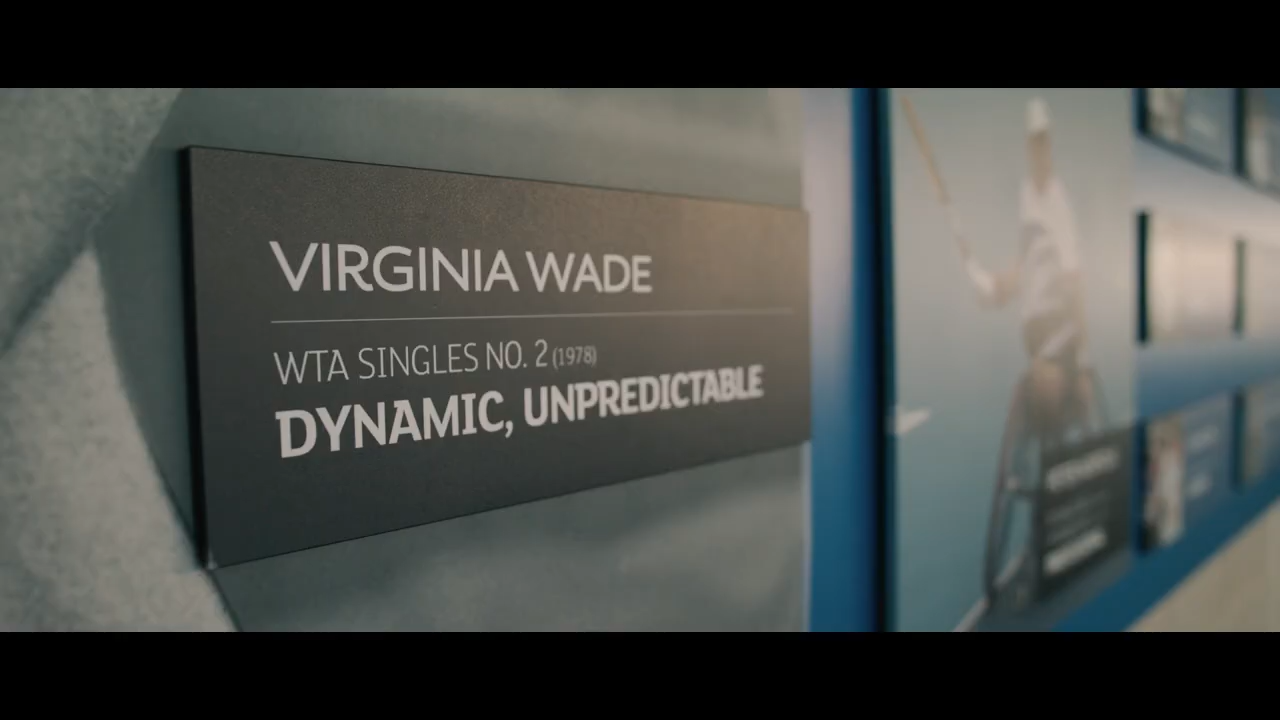 VIRGINIA WADE
WTA SINGLES NO. 2 (1978)
DYNAMIC, UNPREDICTABLE